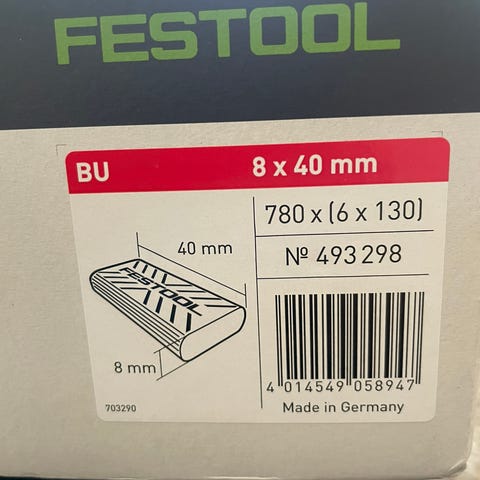 FESTOOL
BU 8 x 40 mm
780 x (6 x 130)
Nº 493 298
40 mm
FESTOOL
8 mm
4 014549 058947
703290
Made in Germany